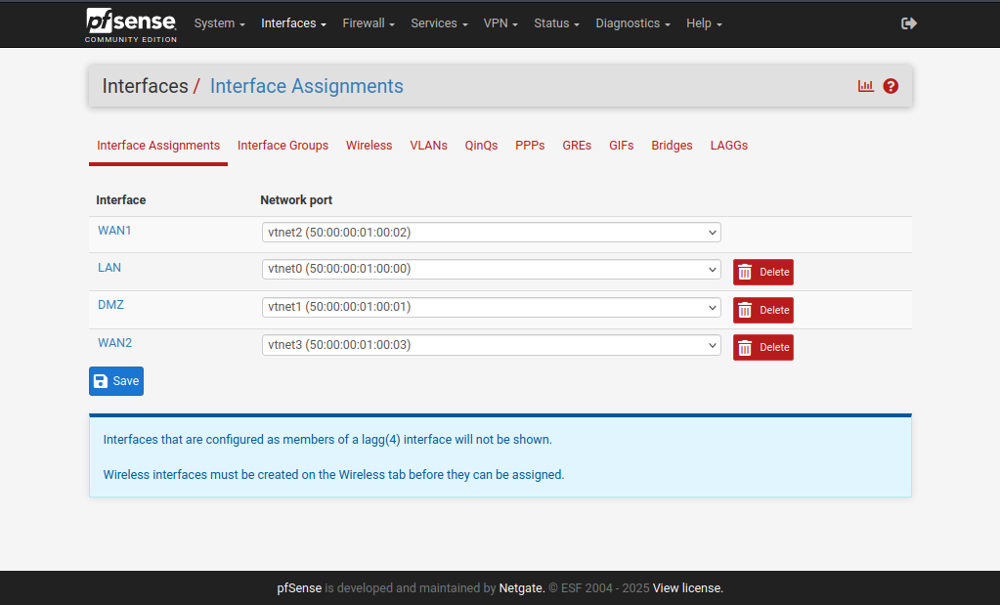 pfsense COMMUNITY EDITION System Interfaces Firewall Services VPN Status Diagnostics Help
Interfaces / Interface Assignments
Interface Assignments Interface Groups Wireless VLANs QinQs PPPs GREs GIFs Bridges LAGGs
Interface Network port
WAN1 vtnet2 (50:00:00:01:00:02)
LAN vtnet0 (50:00:00:01:00:00) Delete
DMZ vtnet1 (50:00:00:01:00:01) Delete
WAN2 vtnet3 (50:00:00:01:00:03) Delete
Save
Interfaces that are configured as members of a lagg(4) interface will not be shown.
Wireless interfaces must be created on the Wireless tab before they can be assigned.
pfSense is developed and maintained by Netgate. © ESF 2004 - 2025 View license.